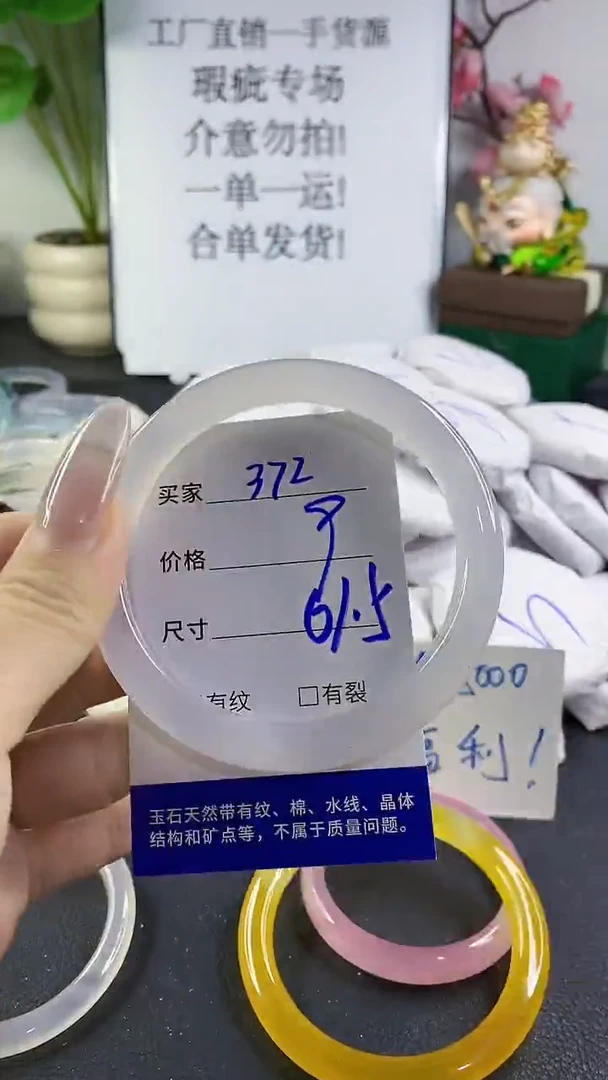 工厂直销一手货源
瑕疵专场
介意勿拍!
一单一运!
合单发货!
买家 372
价格
尺寸 61.5
有纹 □有裂
000
福利!
玉石天然带有纹、棉、水线、晶体
结构和矿点等，不属于质量问题。